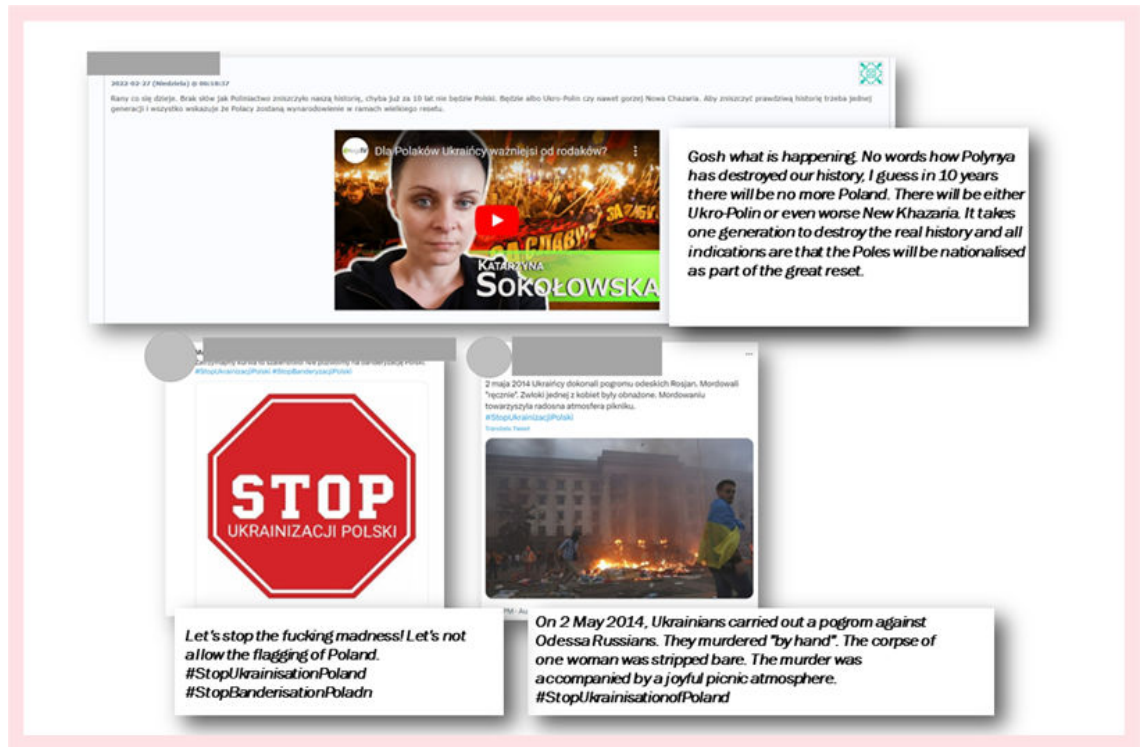 2022-02-27 (Niedziela) @ 00:18:37
Rany co się dzieje. Brak słów jak Polniactwo zniszczyło naszą historię, chyba już za 10 lat nie będzie Polski. Będzie albo Ukro-Polin czy nawet gorzej Nowa Chazaria. Aby zniszczyć prawdziwą historię trzeba jednej
generacji i wszystko wskazuje że Polacy zostaną wynarodowienie w ramach wielkiego resetu.
Dla Polaków Ukraińcy ważniejsi od rodaków?
KATARZYNA
SOKOŁOWSKA
Gosh what is happening. No words how Polynya
has destroyed our history, I guess in 10 years
there will be no more Poland. There will be either
Ukro-Polin or even worse New Khazaria. It takes
one generation to destroy the real history and all
indications are that the Poles will be nationalised
as part of the great reset.
#StopUkrainizacjiPolski #StopBanderyzacjiPolski
STOP
UKRAINIZACJI POLSKI
Let's stop the fucking madness! Let's not
allow the flagging of Poland.
#StopUkrainisationPoland
#StopBanderisationPoladn
2 maja 2014 Ukraińcy dokonali pogromu odeskich Rosjan. Mordowali
"ręcznie". Zwłoki jednej z kobiet były obnażone. Mordowaniu
towarzyszyła radosna atmosfera pikniku.
#StopUkrainizacjiPolski
Translate Tweet
On 2 May 2014, Ukrainians carried out a pogrom against
Odessa Russians. They murdered "by hand". The corpse of
one woman was stripped bare. The murder was
accompanied by a joyful picnic atmosphere.
#StopUkrainisationofPoland